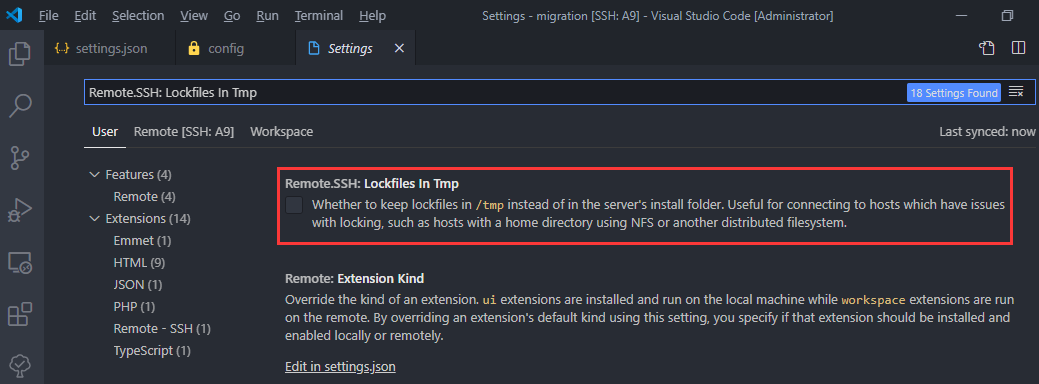 File Edit Selection View Go Run Terminal Help Settings - migration [SSH: A9] - Visual Studio Code [Administrator]
{..} settings.json config Settings
Remote.SSH: Lockfiles In Tmp 18 Settings Found
User Remote [SSH: A9] Workspace Last synced: now
Features (4)
Remote (4)
Extensions (14)
Emmet (1)
HTML (9)
JSON (1)
PHP (1)
Remote - SSH (1)
TypeScript (1)
Remote.SSH: Lockfiles In Tmp
Whether to keep lockfiles in /tmp instead of in the server's install folder. Useful for connecting to hosts which have issues
with locking, such as hosts with a home directory using NFS or another distributed filesystem.
Remote: Extension Kind
Override the kind of an extension. ui extensions are installed and run on the local machine while workspace extensions are run
on the remote. By overriding an extension's default kind using this setting, you specify if that extension should be installed and
enabled locally or remotely.
Edit in settings.json